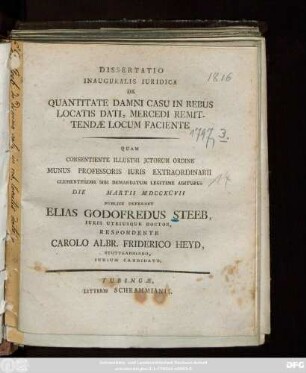 DISSERTATIO
INAUGURALIS IURIDICA
DE
QUANTITATE DAMNI CASU IN REBUS
LOCATIS DATI, MERCEDI REMIT-
TENDÆ LOCUM FACIENTE
QUAM
CONSENTIENTE ILLUSTRI JCTORUM ORDINE
MUNUS PROFESSORIS IURIS EXTRAORDINARII
CLEMENTISSIME SIBI DEMANDATUM LEGITIME ADITURUS
DIE MARTII MDCCXCVII
PUBLICE DEFENDET
ELIAS GODOFREDUS STEEB,
IURIS UTRIUSQUE DOCTOR,
RESPONDENTE
CAROLO ALBR. FRIDERICO HEYD,
STUTTGARDIANO,
IURIUM CANDIDATO,
TUBINGÆ,
LITTERIS SCHRAMMIANIS.